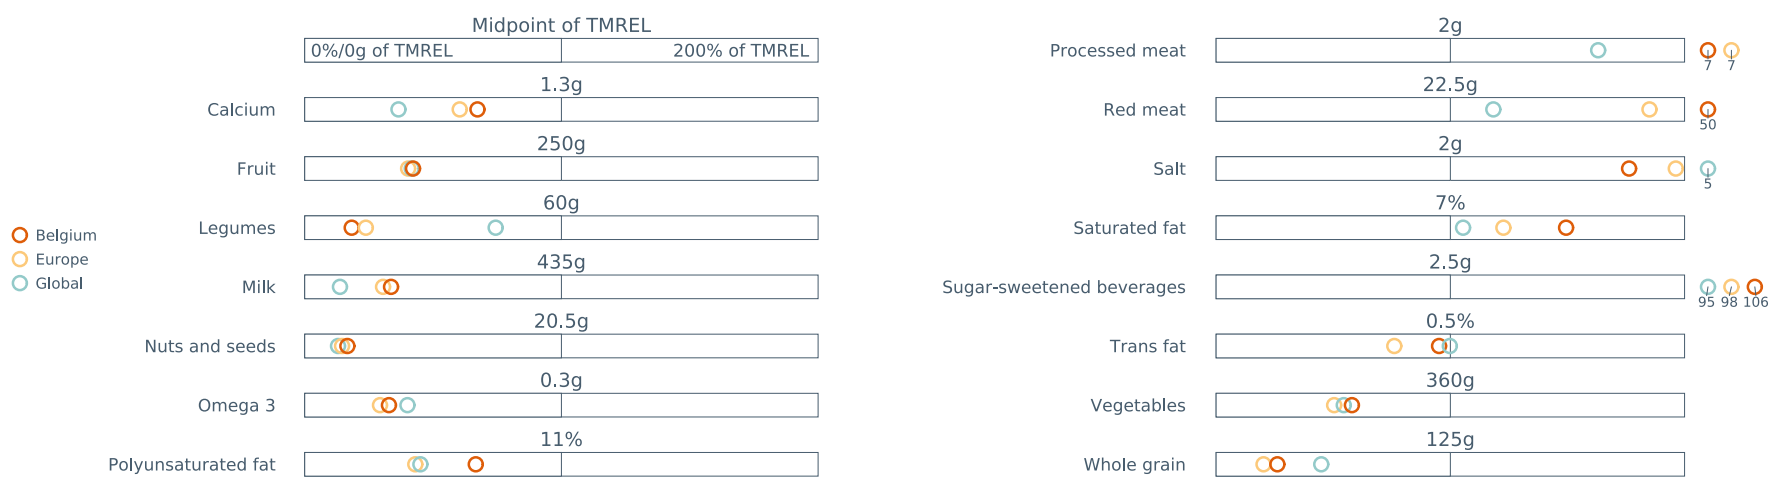 Midpoint of TMREL
0%/0g of TMREL 200% of TMREL
Calcium 1.3g
Fruit 250g
Legumes 60g
Milk 435g
Nuts and seeds 20.5g
Omega 3 0.3g
Polyunsaturated fat 11%
Belgium
Europe
Global
Processed meat 2g
7 7
Red meat 22.5g
50
Salt 2g
5
Saturated fat 7%
Sugar-sweetened beverages 2.5g
95 98 106
Trans fat 0.5%
Vegetables 360g
Whole grain 125g